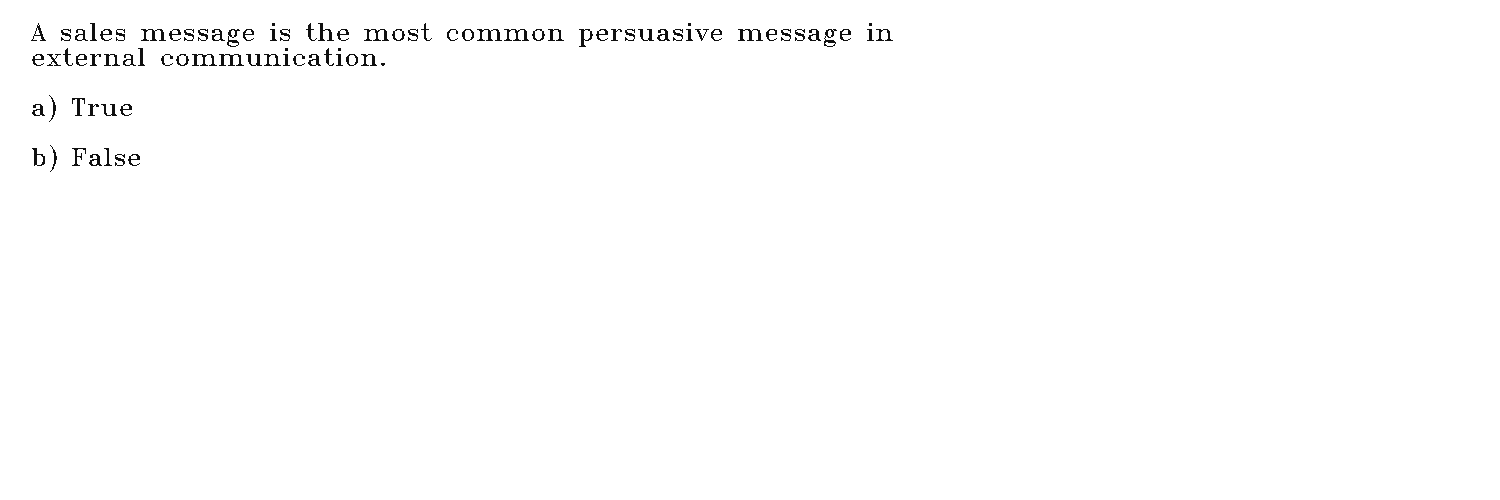 A sales message is the most common persuasive message in
external communication.
a) True
b) False